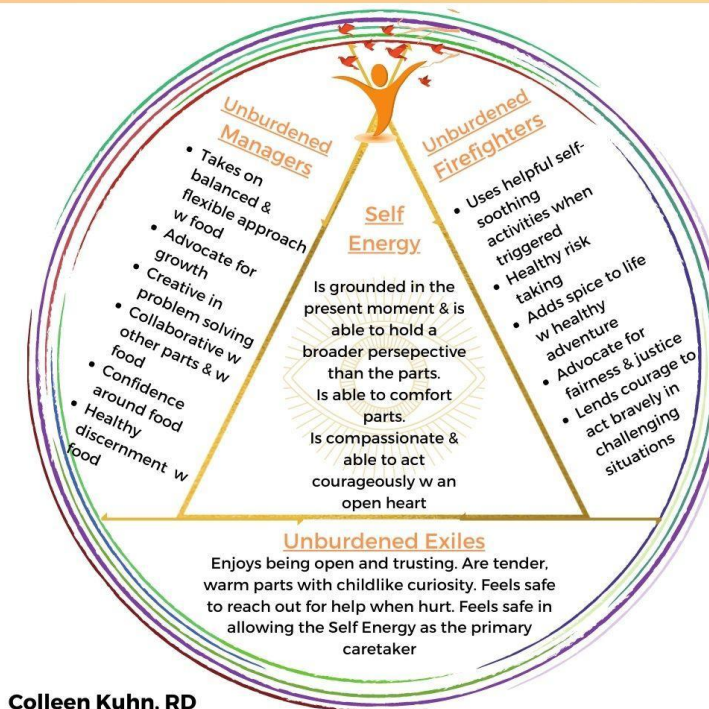 Unburdened
Managers
• Takes on
balanced &
flexible approach
w food
• Advocate for
growth
• Creative in
problem solving
• Collaborative w
other parts & w
food
• Confidence
around food
• Healthy
discernment w
food
Self
Energy
Is grounded in the
present moment & is
able to hold a
broader persepective
than the parts.
Is able to comfort
parts.
Is compassionate &
able to act
courageously w an
open heart
Unburdened
Firefighters
• Uses helpful self-
soothing
activities when
triggered
• Healthy risk
taking
• Adds spice to life
w healthy
adventure
• Advocate for
fairness & justice
• Lends courage to
act bravely in
challenging
situations
Unburdened Exiles
Enjoys being open and trusting. Are tender,
warm parts with childlike curiosity. Feels safe
to reach out for help when hurt. Feels safe in
allowing the Self Energy as the primary
caretaker
Colleen Kuhn, RD